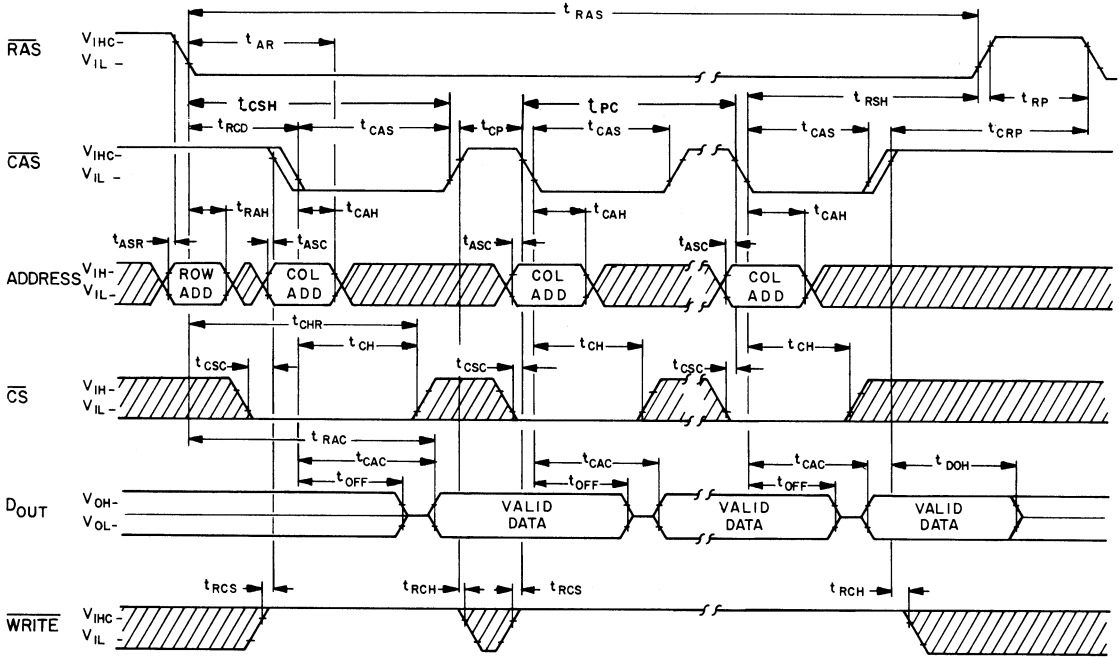 tRAS
RAS VIHC- VIL -
tAR
tCSH tPC tRSH tRP
tRCD tCAS tCP tCAS tCAS tCRP
CAS VIHC- VIL -
tRAH tCAH tCAH tCAH
tASR tASC tASC tASC
ADDRESS VIH- VIL-
ROW ADD COL ADD COL ADD COL ADD
tCHR
tCH tCH tCH
tCSC tCSC tCSC
CS VIH- VIL-
tRAC
tCAC tCAC tCAC tDOH
tOFF tOFF tOFF
DOUT VOH- VOL-
VALID DATA VALID DATA VALID DATA
tRCS tRCH tRCS tRCH
WRITE VIHC- VIL -